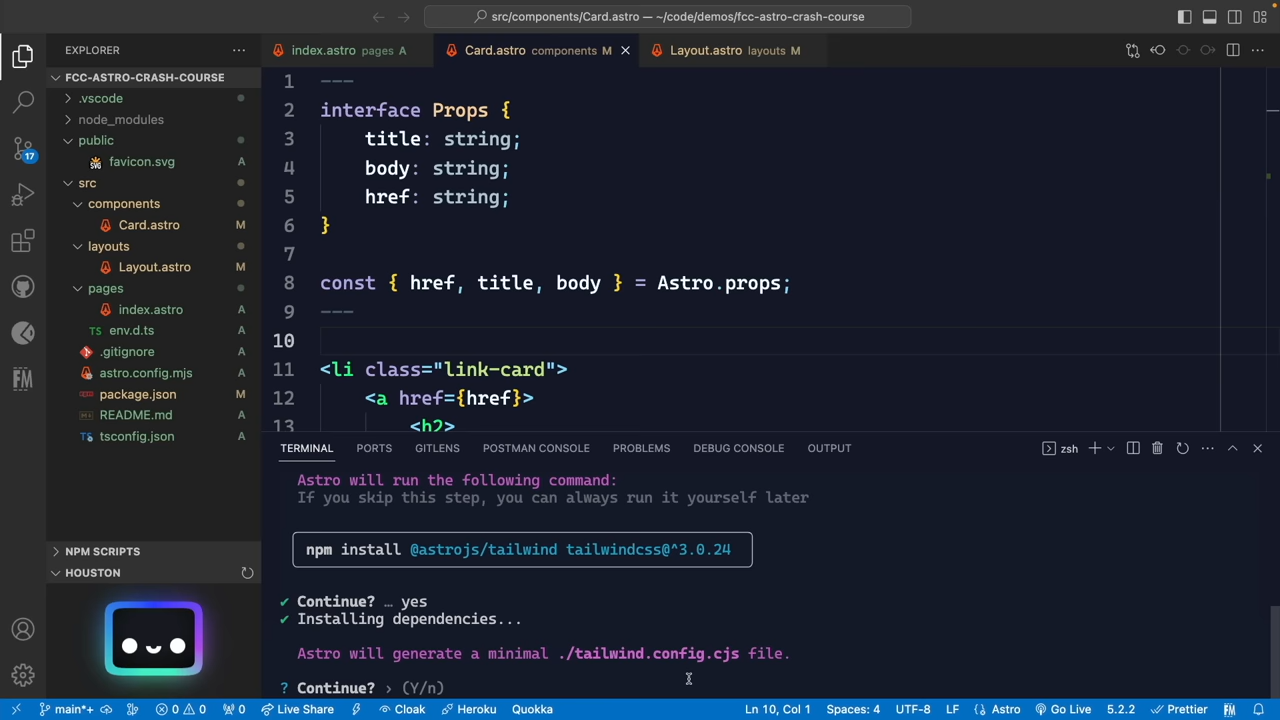 src/components/Card.astro — ~/code/demos/fcc-astro-crash-course
EXPLORER
FCC-ASTRO-CRASH-COURSE
.vscode
node_modules
public
favicon.svg A
src
components
Card.astro M
layouts
Layout.astro M
pages
index.astro A
TS env.d.ts A
.gitignore A
astro.config.mjs A
package.json M
README.md A
tsconfig.json A
NPM SCRIPTS
HOUSTON
17
FM
index.astro pages A
Card.astro components M
Layout.astro layouts M
1 ---
2 interface Props {
3 title: string;
4 body: string;
5 href: string;
6 }
7
8 const { href, title, body } = Astro.props;
9 ---
10
11 <li class="link-card">
12 <a href={href}>
13 <h2>
TERMINAL PORTS GITLENS POSTMAN CONSOLE PROBLEMS DEBUG CONSOLE OUTPUT zsh
Astro will run the following command:
If you skip this step, you can always run it yourself later
npm install @astrojs/tailwind tailwindcss@^3.0.24
✔ Continue? … yes
✔ Installing dependencies...
Astro will generate a minimal ./tailwind.config.cjs file.
? Continue? › (Y/n)
main*+ 0 0 0 Live Share Cloak Heroku Quokka Ln 10, Col 1 Spaces: 4 UTF-8 LF Astro Go Live 5.2.2 Prettier FM